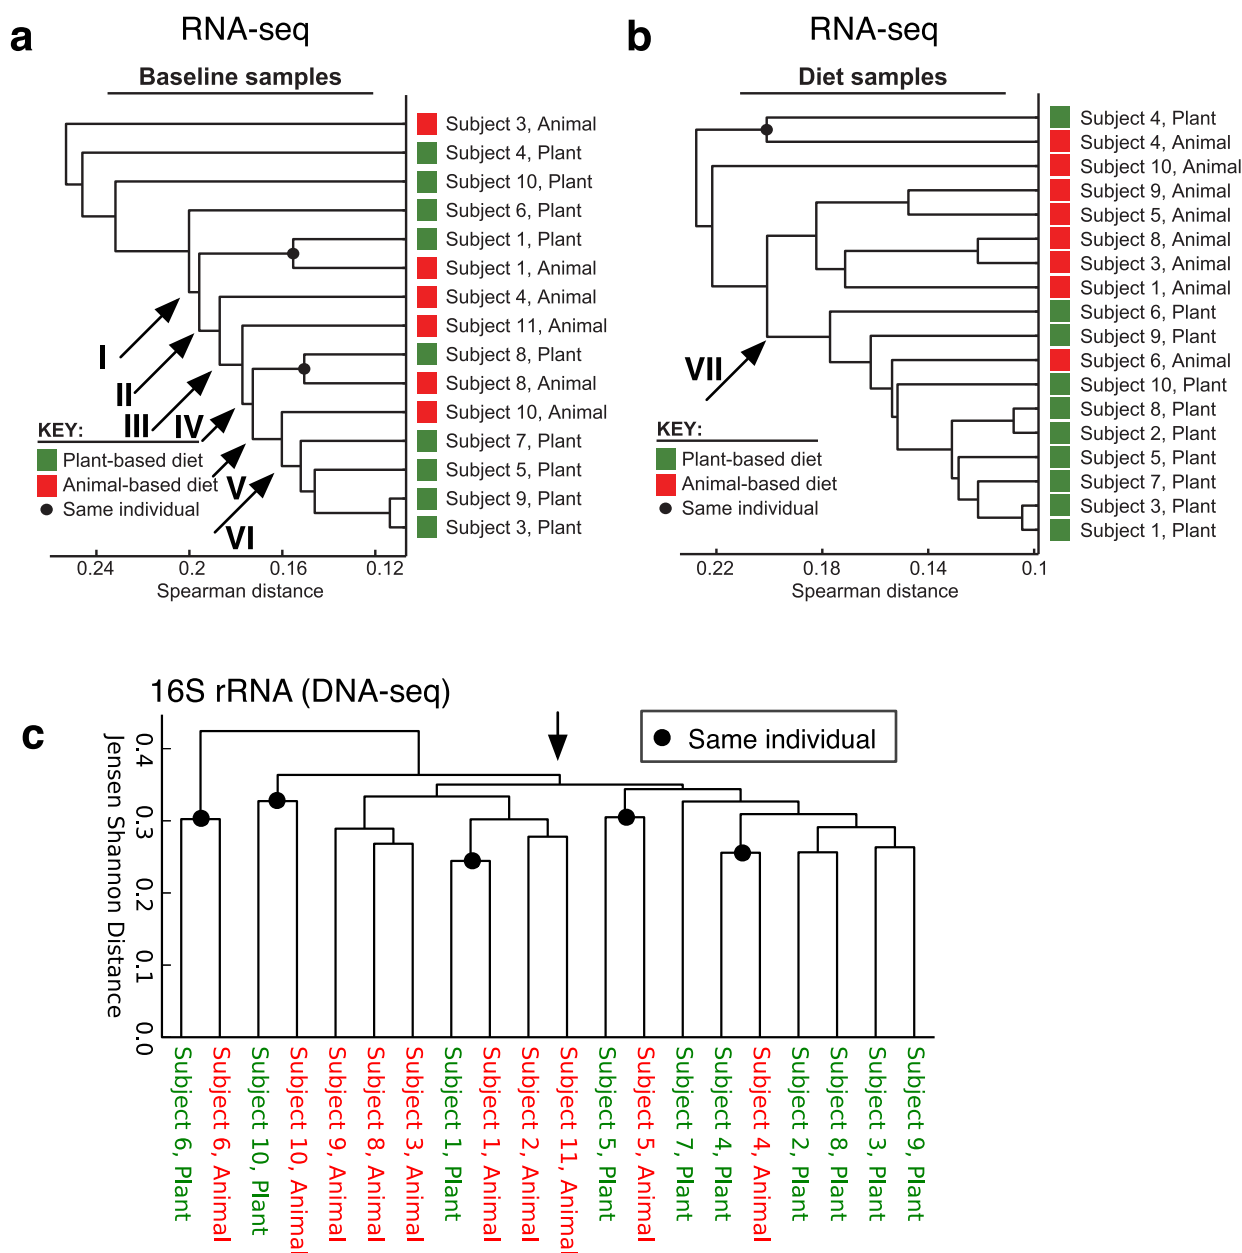 a
RNA-seq
Baseline samples
Subject 3, Animal
Subject 4, Plant
Subject 10, Plant
Subject 6, Plant
Subject 1, Plant
Subject 1, Animal
Subject 4, Animal
Subject 11, Animal
Subject 8, Plant
Subject 8, Animal
Subject 10, Animal
Subject 7, Plant
Subject 5, Plant
Subject 9, Plant
Subject 3, Plant
I
II
III
IV
V
VI
KEY:
Plant-based diet
Animal-based diet
Same individual
0.24 0.2 0.16 0.12
Spearman distance
b
RNA-seq
Diet samples
Subject 4, Plant
Subject 4, Animal
Subject 10, Animal
Subject 9, Animal
Subject 5, Animal
Subject 8, Animal
Subject 3, Animal
Subject 1, Animal
Subject 6, Plant
Subject 9, Plant
Subject 6, Animal
Subject 10, Plant
Subject 8, Plant
Subject 2, Plant
Subject 5, Plant
Subject 7, Plant
Subject 3, Plant
Subject 1, Plant
VII
KEY:
Plant-based diet
Animal-based diet
Same individual
0.22 0.18 0.14 0.1
Spearman distance
c
16S rRNA (DNA-seq)
Same individual
Jensen Shannon Distance
0.4
0.3
0.2
0.1
0.0
Subject 6, Plant
Subject 6, Animal
Subject 10, Plant
Subject 10, Animal
Subject 9, Animal
Subject 8, Animal
Subject 3, Animal
Subject 1, Plant
Subject 1, Animal
Subject 2, Animal
Subject 11, Animal
Subject 5, Plant
Subject 5, Animal
Subject 7, Plant
Subject 4, Plant
Subject 4, Animal
Subject 2, Plant
Subject 8, Plant
Subject 3, Plant
Subject 9, Plant